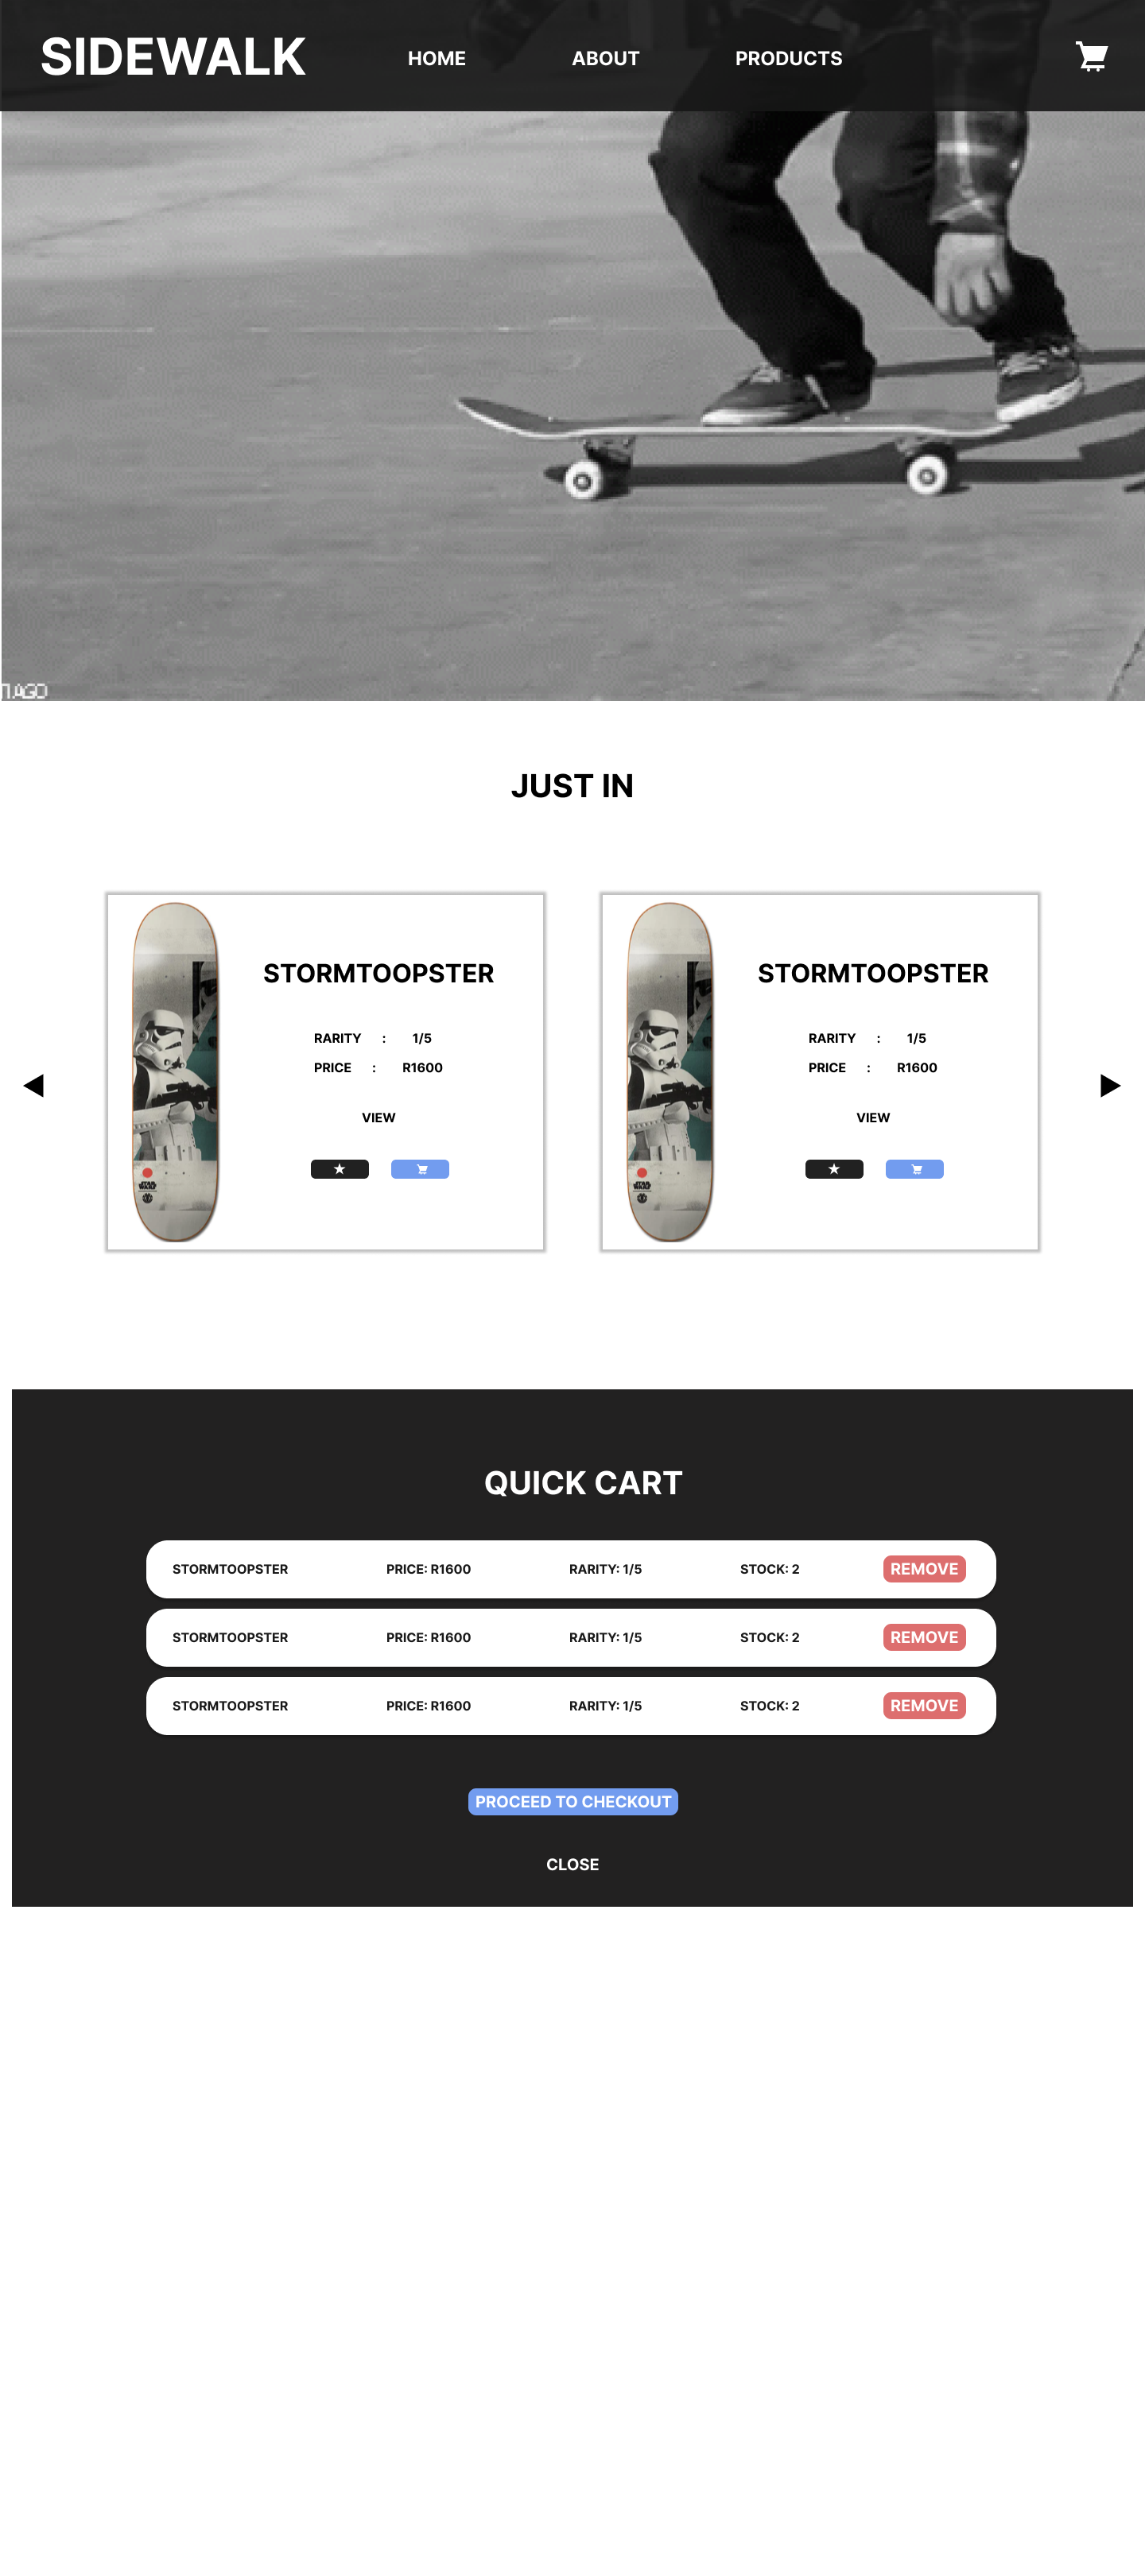 SIDEWALK HOME ABOUT PRODUCTS
JUST IN
STORMTOOPSTER
RARITY : 1/5
PRICE : R1600
VIEW
STORMTOOPSTER
RARITY : 1/5
PRICE : R1600
VIEW
QUICK CART
STORMTOOPSTER PRICE: R1600 RARITY: 1/5 STOCK: 2 REMOVE
STORMTOOPSTER PRICE: R1600 RARITY: 1/5 STOCK: 2 REMOVE
STORMTOOPSTER PRICE: R1600 RARITY: 1/5 STOCK: 2 REMOVE
PROCEED TO CHECKOUT
CLOSE